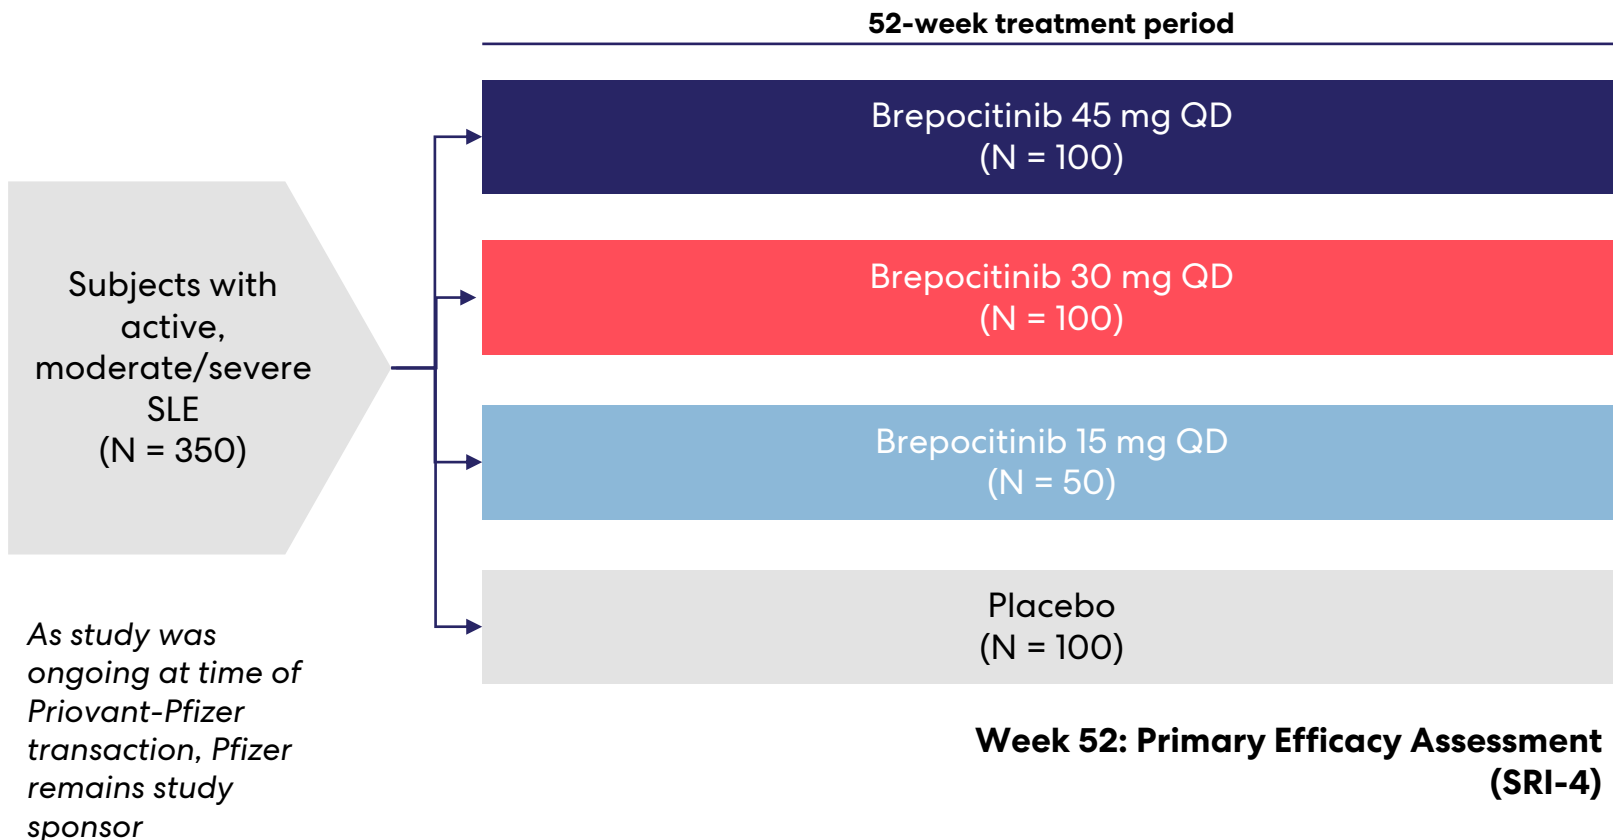 52-week treatment period
Brepocitinib 45 mg QD
(N = 100)
Brepocitinib 30 mg QD
(N = 100)
Subjects with
active,
moderate/severe
SLE
(N = 350)
Brepocitinib 15 mg QD
(N = 50)
Placebo
(N = 100)
As study was
ongoing at time of
Priovant-Pfizer
transaction, Pfizer
remains study
sponsor
Week 52: Primary Efficacy Assessment
(SRI-4)